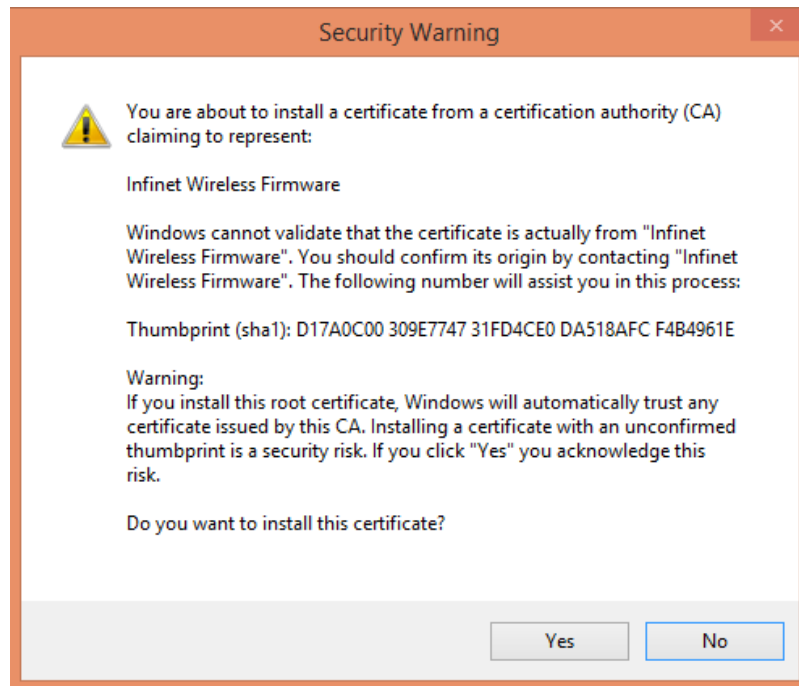 Security Warning
You are about to install a certificate from a certification authority (CA)
claiming to represent:
Infinet Wireless Firmware
Windows cannot validate that the certificate is actually from "Infinet
Wireless Firmware". You should confirm its origin by contacting "Infinet
Wireless Firmware". The following number will assist you in this process:
Thumbprint (sha1): D17A0C00 309E7747 31FD4CE0 DA518AFC F4B4961E
Warning:
If you install this root certificate, Windows will automatically trust any
certificate issued by this CA. Installing a certificate with an unconfirmed
thumbprint is a security risk. If you click "Yes" you acknowledge this
risk.
Do you want to install this certificate?
Yes No